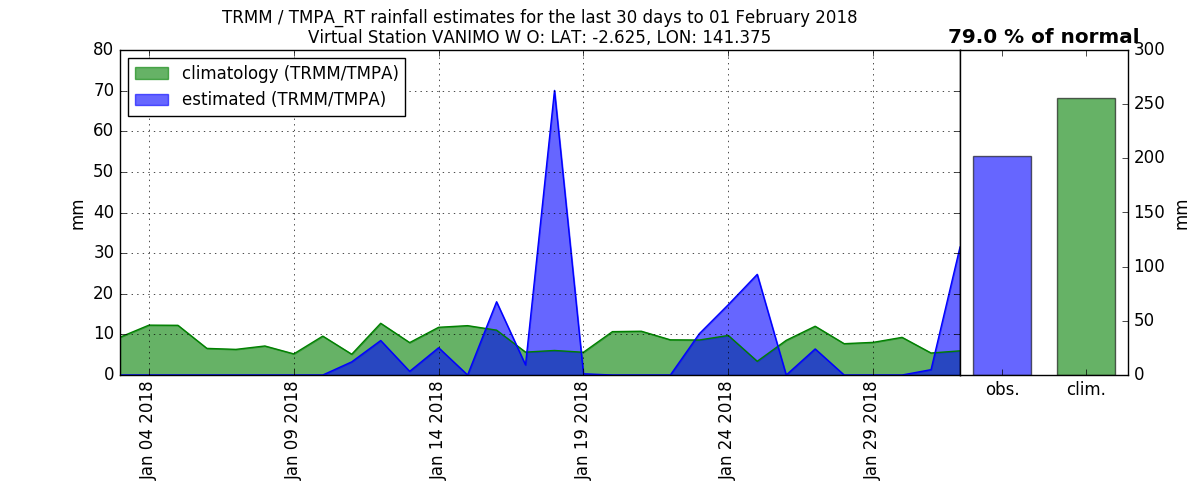 TRMM / TMPA_RT rainfall estimates for the last 30 days to 01 February 2018
Virtual Station VANIMO W O: LAT: -2.625, LON: 141.375
79.0 % of normal
climatology (TRMM/TMPA)
estimated (TRMM/TMPA)
80
70
60
50
40
30
20
10
0
mm
Jan 04 2018
Jan 09 2018
Jan 14 2018
Jan 19 2018
Jan 24 2018
Jan 29 2018
300
250
200
150
100
50
0
mm
obs.
clim.